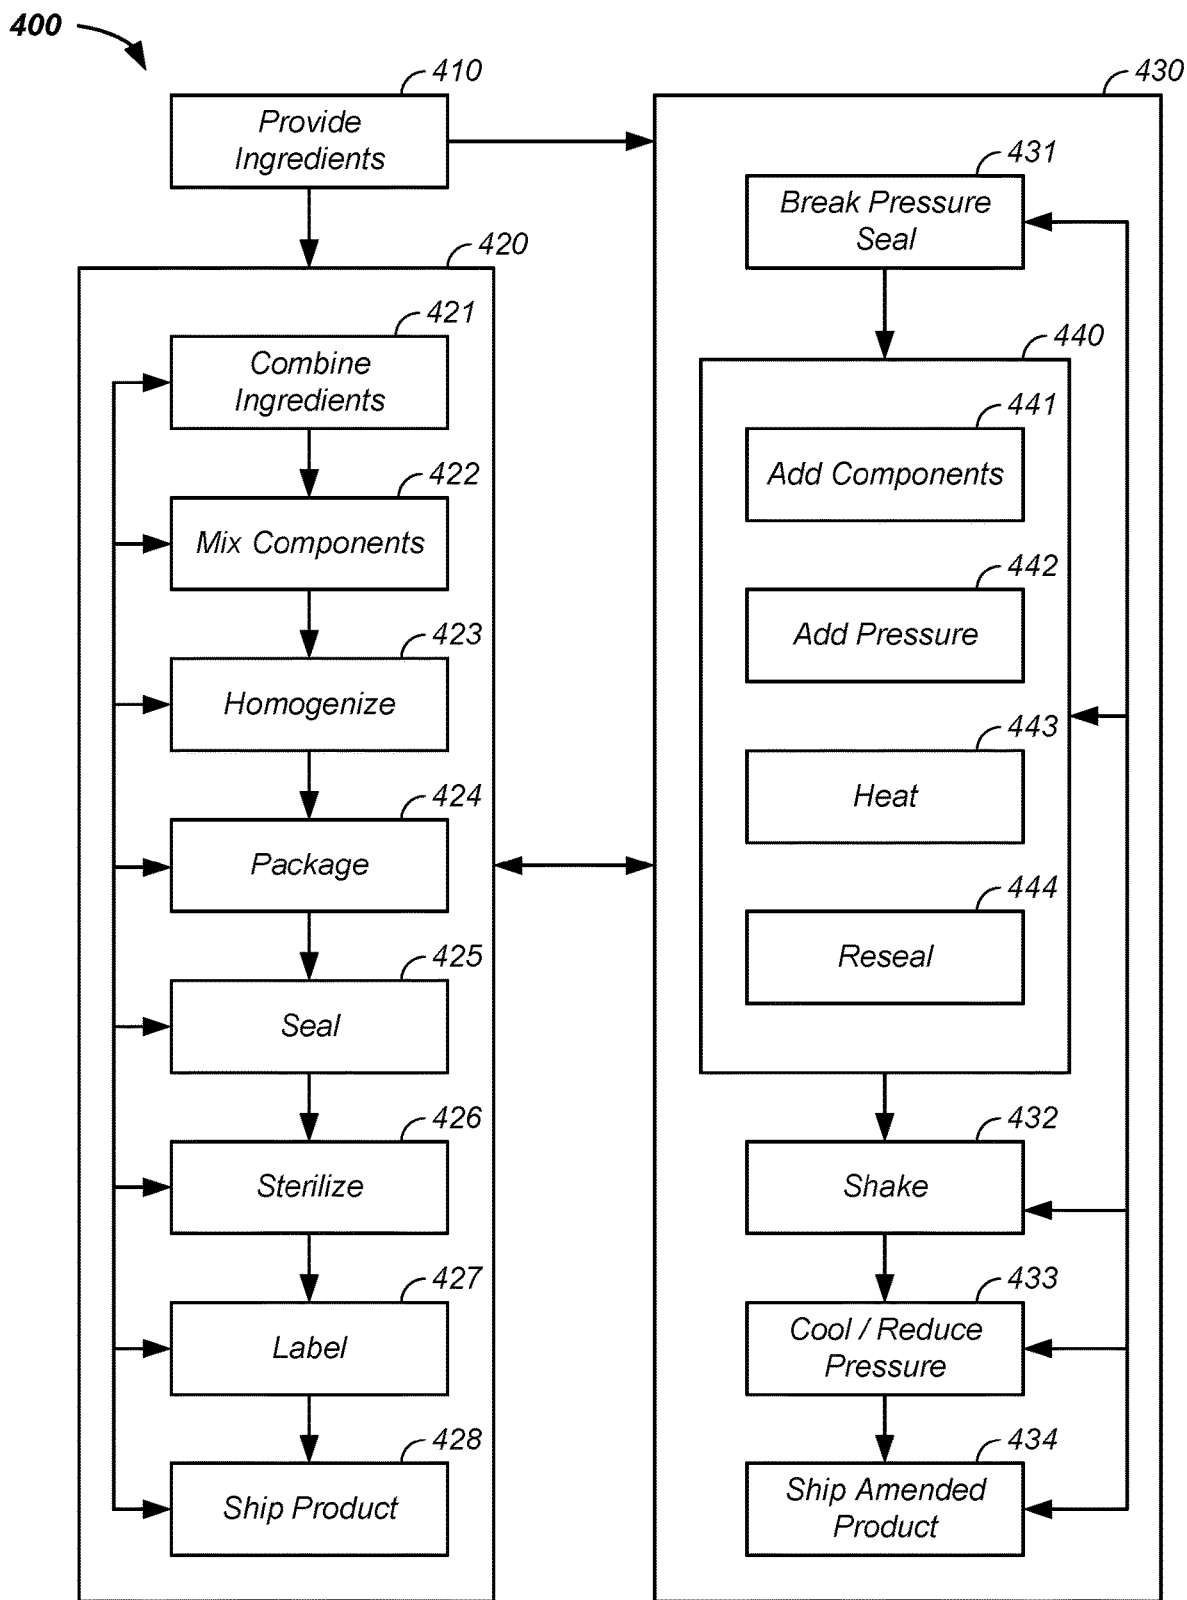 400
410
Provide
Ingredients
420
421
Combine
Ingredients
422
Mix Components
423
Homogenize
424
Package
425
Seal
426
Sterilize
427
Label
428
Ship Product
430
431
Break Pressure
Seal
440
441
Add Components
442
Add Pressure
443
Heat
444
Reseal
432
Shake
433
Cool / Reduce
Pressure
434
Ship Amended
Product